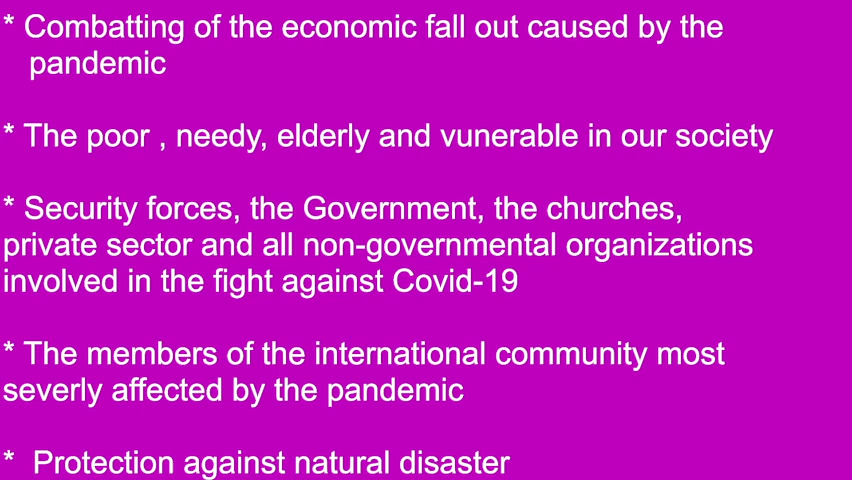 * Combatting of the economic fall out caused by the
pandemic
* The poor , needy, elderly and vunerable in our society
* Security forces, the Government, the churches,
private sector and all non-governmental organizations
involved in the fight against Covid-19
* The members of the international community most
severly affected by the pandemic
* Protection against natural disaster